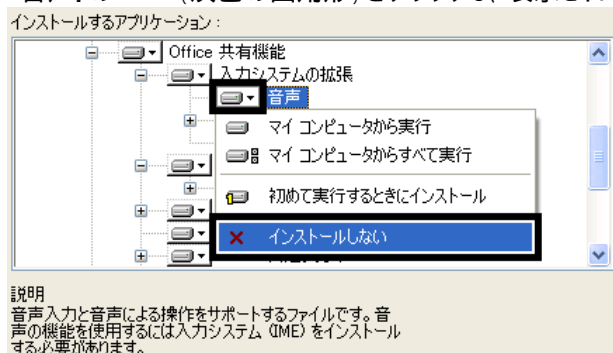 インストールするアプリケーション：
Office 共有機能
入力システムの拡張
音声
マイ コンピュータから実行
マイ コンピュータからすべて実行
初めて実行するときにインストール
インストールしない
説明
音声入力と音声による操作をサポートするファイルです。音
声の機能を使用するには入力システム (IME) をインストール
する必要があります。